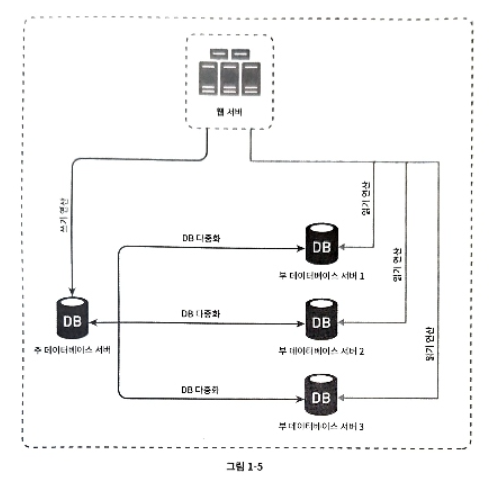 웹 서버
쓰기 연산
읽기 연산
DB 다중화
DB
부 데이터베이스 서버 1
읽기 연산
DB 다중화
DB
DB
주 데이터베이스 서버
부 데이터베이스 서버 2
읽기 연산
DB 다중화
DB
부 데이터베이스 서버 3
그림 1-5